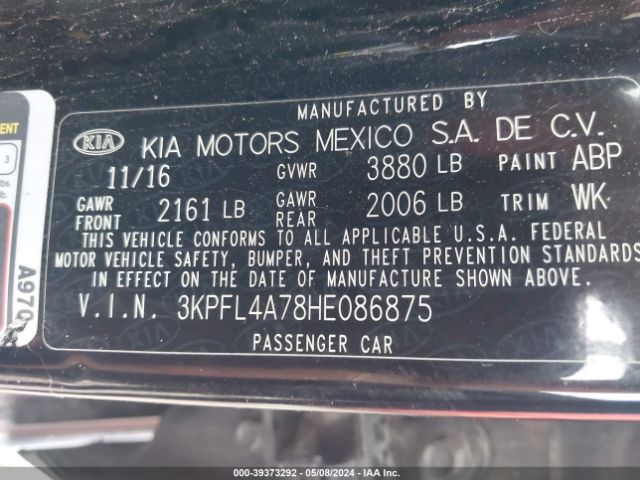 MANUFACTURED BY
KIA KIA MOTORS MEXICO S.A. DE C.V.
11/16 GVWR 3880 LB PAINT ABP
GAWR FRONT 2161 LB GAWR REAR 2006 LB TRIM WK
THIS VEHICLE CONFORMS TO ALL APPLICABLE U.S.A. FEDERAL
MOTOR VEHICLE SAFETY, BUMPER, AND THEFT PREVENTION STANDARDS
IN EFFECT ON THE DATE OF MANUFACTURE SHOWN ABOVE.
V.I.N. 3KPFL4A78HE086875
PASSENGER CAR
3
A970
000-39373292 - 05/08/2024 - IAA Inc.